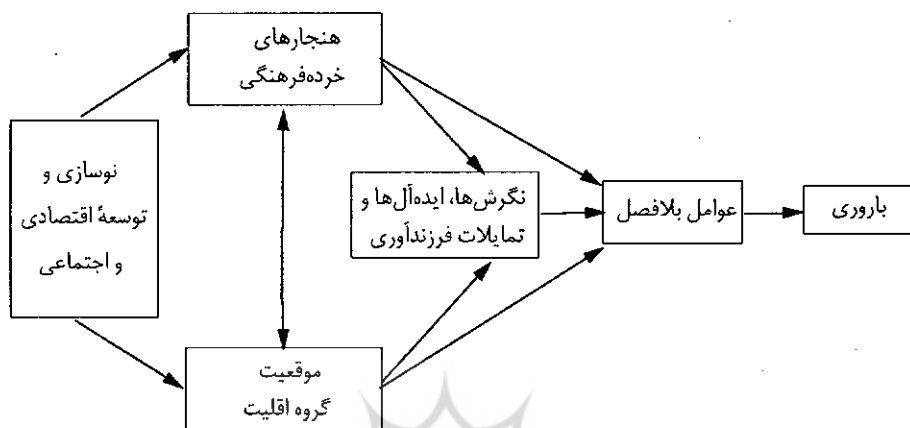 هنجارهای
خرده‌فرهنگی
نوسازی و
توسعهٔ اقتصادی
و اجتماعی
نگرش‌ها، ایده‌آل‌ها و
تمایلات فرزندآوری
عوامل بلافصل
باروری
موقعیت
گروه اقلیت